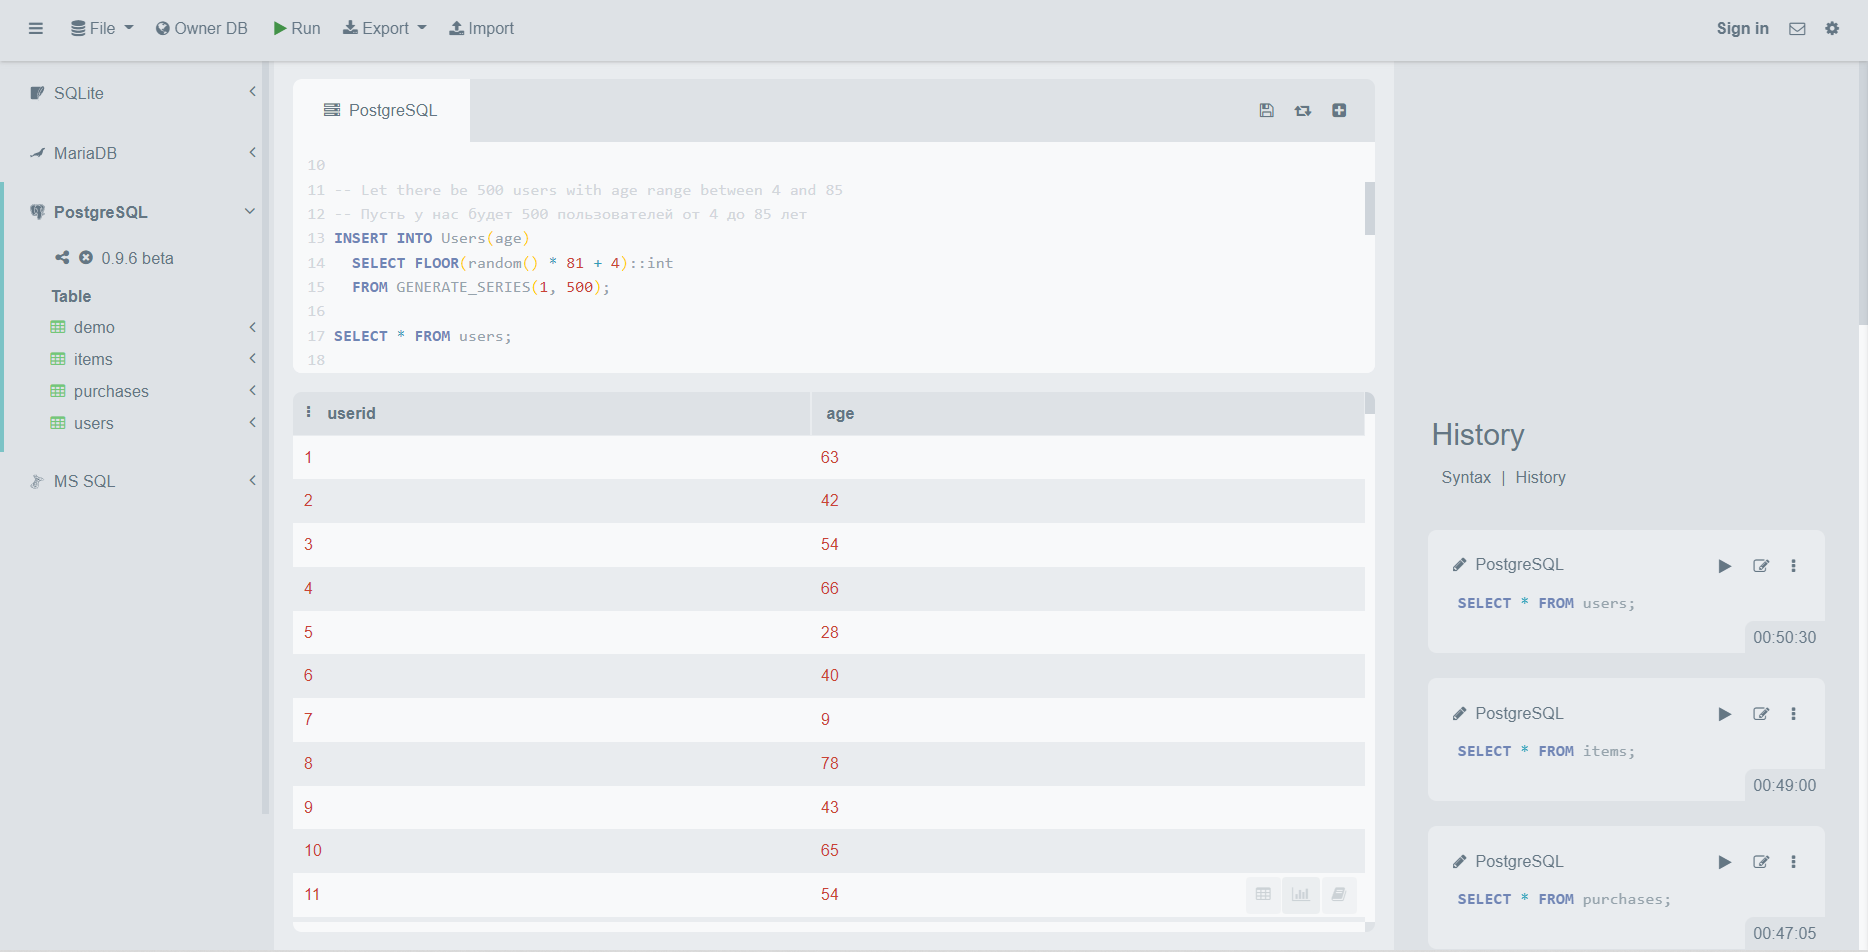 File
Owner DB
Run
Export
Import
Sign in
SQLite
MariaDB
PostgreSQL
0.9.6 beta
Table
demo
items
purchases
users
MS SQL
PostgreSQL
10
11 -- Let there be 500 users with age range between 4 and 85
12 -- Пусть у нас будет 500 пользователей от 4 до 85 лет
13 INSERT INTO Users(age)
14 SELECT FLOOR(random() * 81 + 4)::int
15 FROM GENERATE_SERIES(1, 500);
16
17 SELECT * FROM users;
18
userid age
1 63
2 42
3 54
4 66
5 28
6 40
7 9
8 78
9 43
10 65
11 54
History
Syntax | History
PostgreSQL
SELECT * FROM users;
00:50:30
PostgreSQL
SELECT * FROM items;
00:49:00
PostgreSQL
SELECT * FROM purchases;
00:47:05